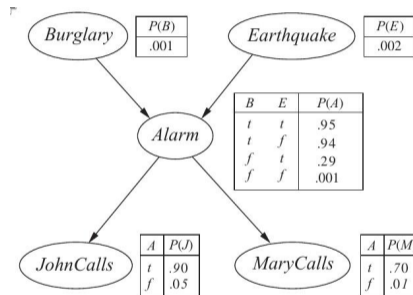 Burglary
P(B)
.001
Earthquake
P(E)
.002
Alarm
B E P(A)
t t .95
t f .94
f t .29
f f .001
JohnCalls
A P(J)
t .90
f .05
MaryCalls
A P(M
t .70
f .01